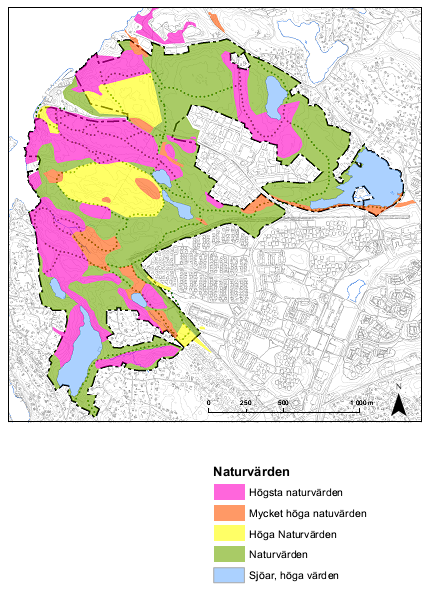 N
0 250 500 1 000 m
Naturvärden
Högsta naturvärden
Mycket höga natuvärden
Höga Naturvärden
Naturvärden
Sjöar, höga värden